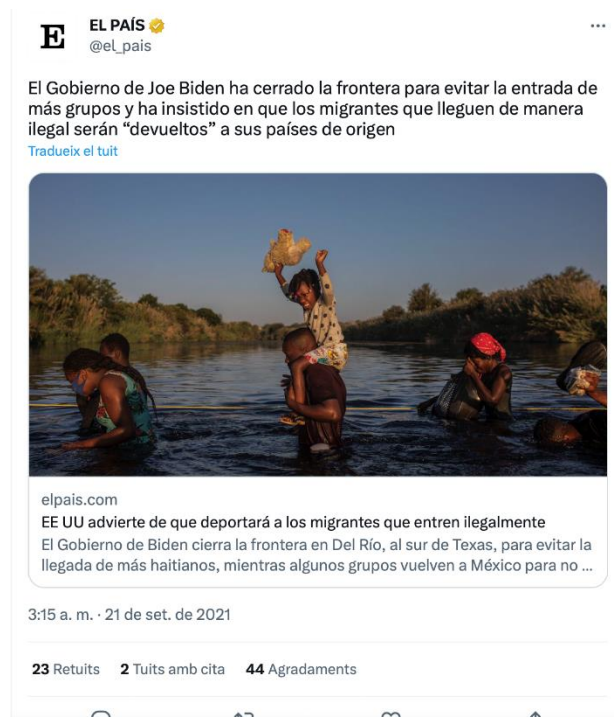 E
EL PAÍS
@el_pais
El Gobierno de Joe Biden ha cerrado la frontera para evitar la entrada de
más grupos y ha insistido en que los migrantes que lleguen de manera
ilegal serán “devueltos” a sus países de origen
Tradueix el tuit
elpais.com
EE UU advierte de que deportará a los migrantes que entren ilegalmente
El Gobierno de Biden cierra la frontera en Del Río, al sur de Texas, para evitar la
llegada de más haitianos, mientras algunos grupos vuelven a México para no ...
3:15 a. m. · 21 de set. de 2021
23 Retuits 2 Tuits amb cita 44 Agradaments